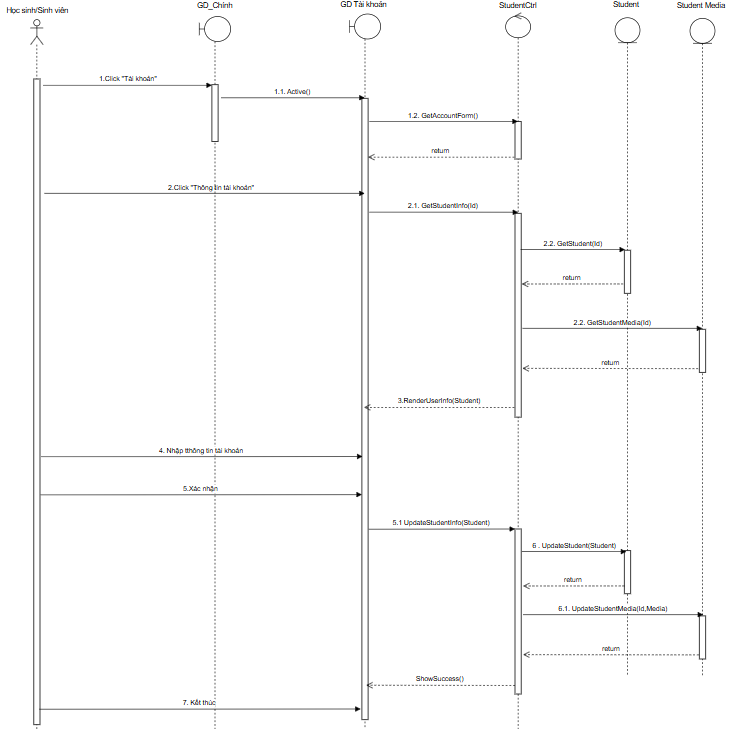 Học sinh/Sinh viên
GD_Chính
GD Tài khoản
StudentCtrl
Student
Student Media
1.Click "Tài khoản"
1.1. Active()
1.2. GetAccountForm()
return
2.Click "Thông tin tài khoản"
2.1. GetStudentInfo(Id)
2.2. GetStudent(Id)
return
2.2. GetStudentMedia(Id)
return
3.RenderUserInfo(Student)
4. Nhập tthông tin tài khoản
5.Xác nhận
5.1 UpdateStudentInfo(Student)
6 . UpdateStudent(Student)
return
6.1. UpdateStudentMedia(Id,Media)
return
ShowSuccess()
7. Kết thúc